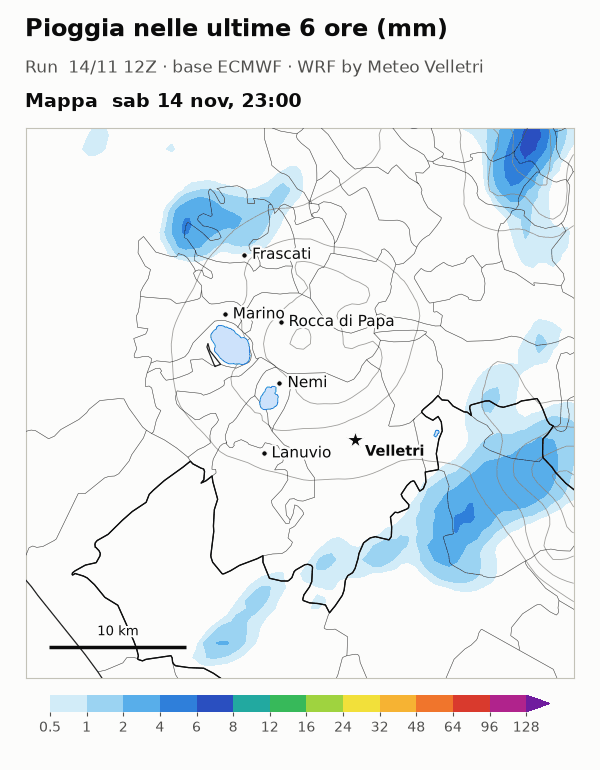 Pioggia nelle ultime 6 ore (mm)
Run  14/11 12Z · base ECMWF · WRF by Meteo Velletri
Mappa  sab 14 nov, 23:00
Frascati
Marino
Rocca di Papa
Nemi
Velletri
Lanuvio
10 km
0.5 1 2 4 6 8 12 16 24 32 48 64 96 128